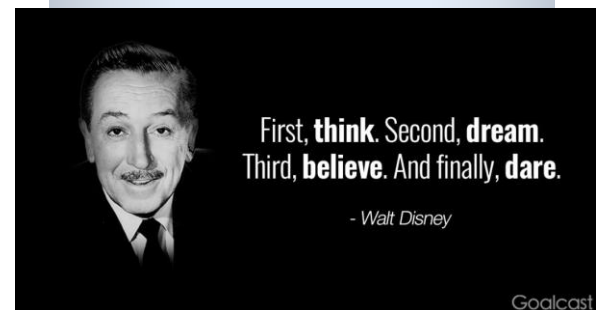 First, think. Second, dream.
Third, believe. And finally, dare.
- Walt Disney
Goalcast